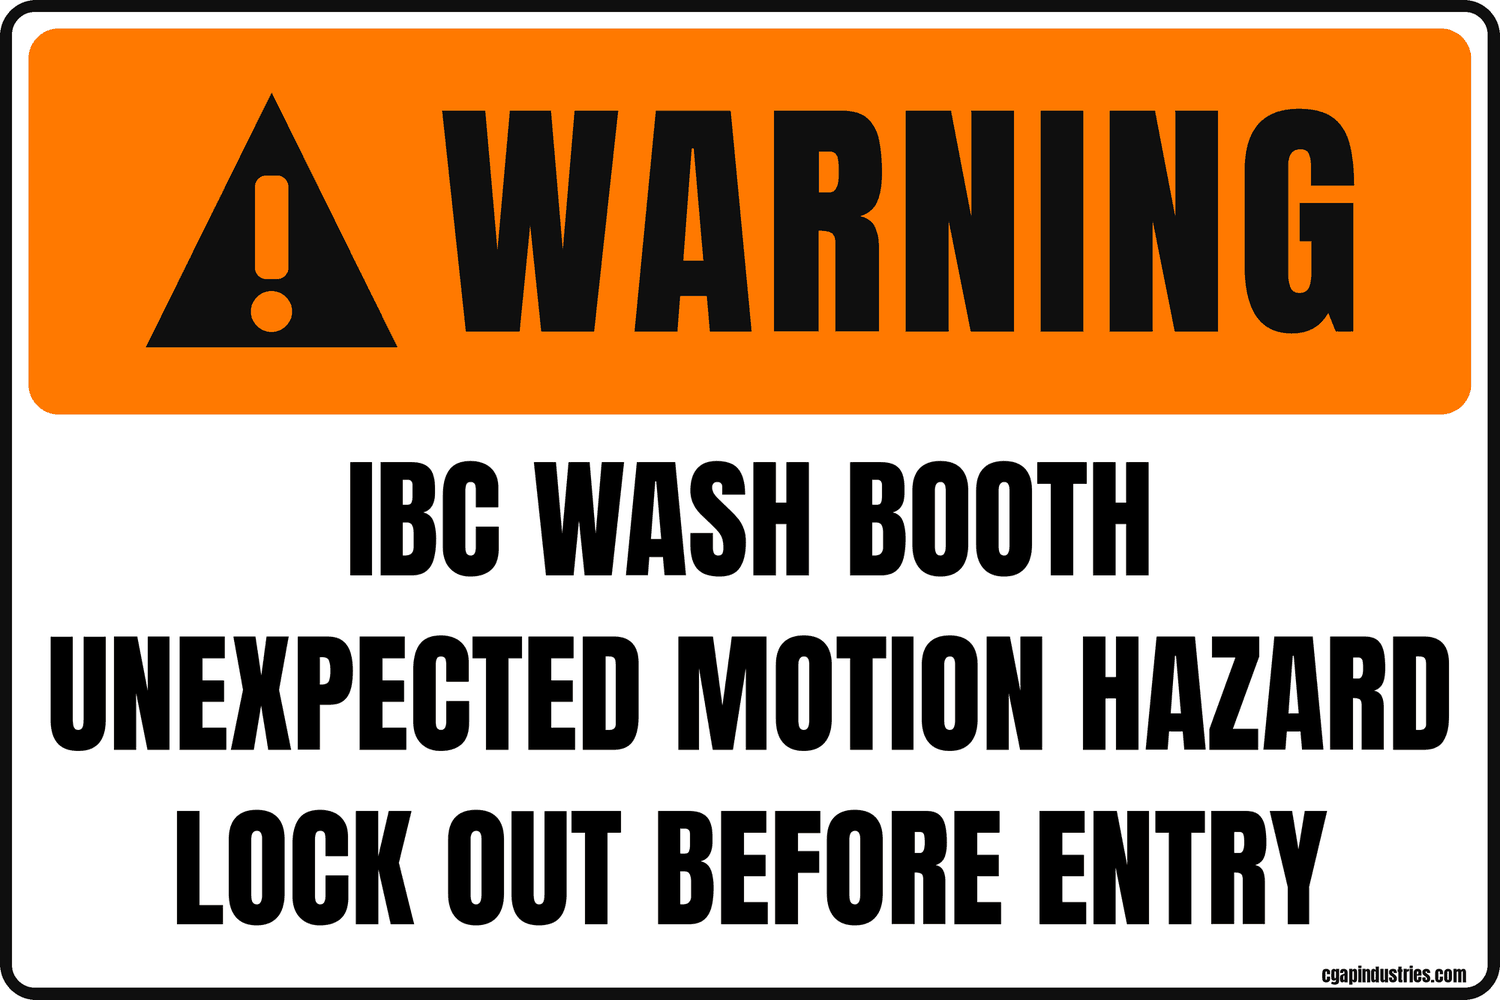 WARNING
IBC WASH BOOTH
UNEXPECTED MOTION HAZARD
LOCK OUT BEFORE ENTRY
cgapindustries.com